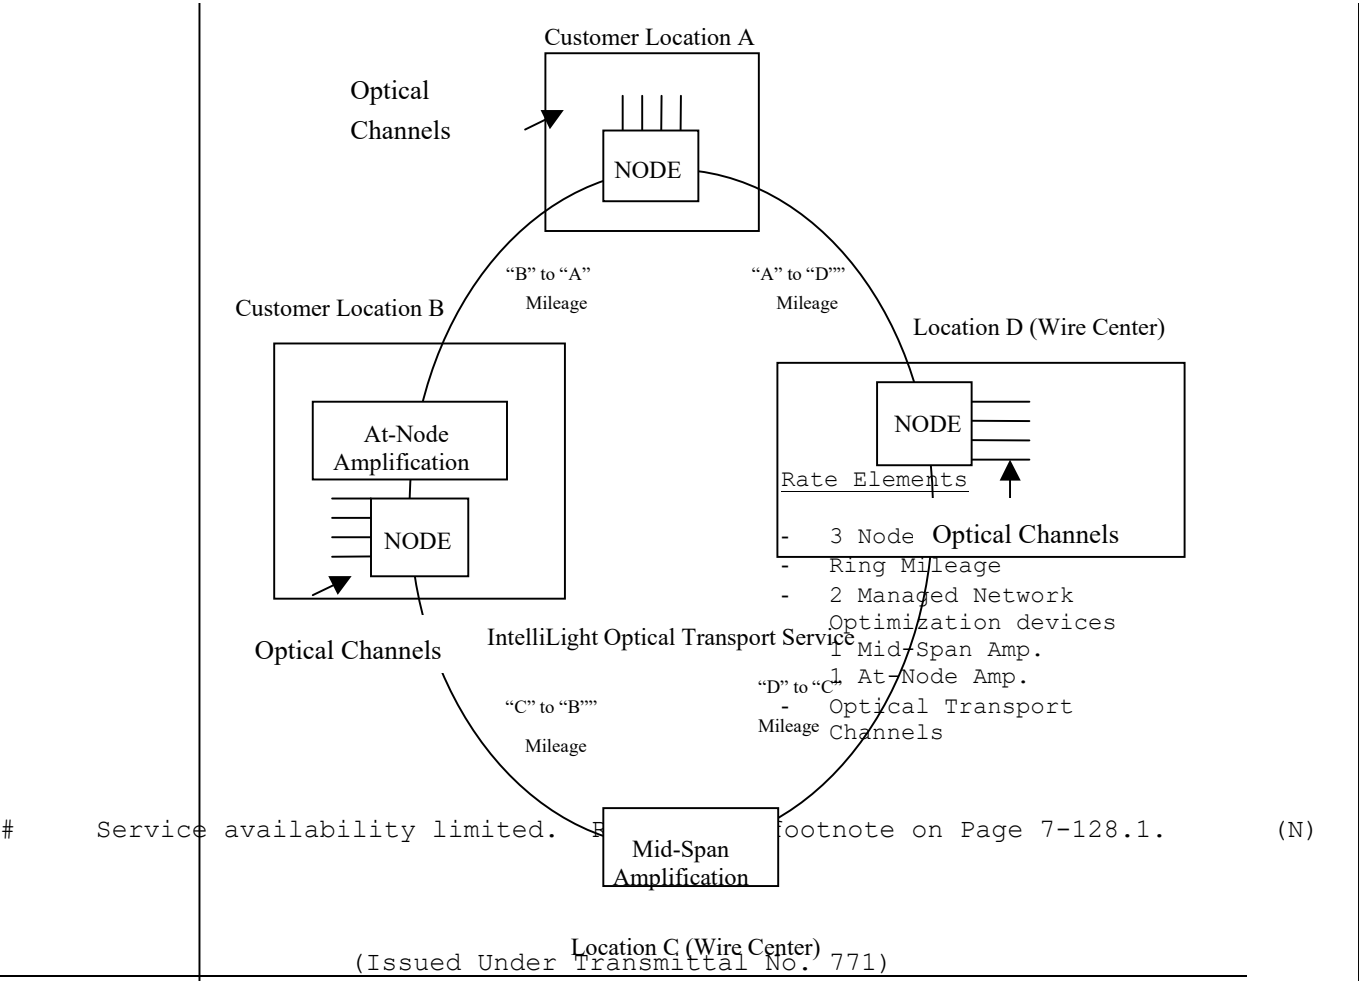 Customer Location A
Optical
Channels
NODE
“B” to “A”
Mileage
“A” to “D””
Mileage
Customer Location B
Location D (Wire Center)
At-Node
Amplification
NODE
NODE
Rate Elements
- 3 Node
Optical Channels
- Ring Mileage
- 2 Managed Network
Optimization devices
1 Mid-Span Amp.
1 At-Node Amp.
- Optical Transport
Channels
Optical Channels
IntelliLight Optical Transport Service
“C” to “B””
Mileage
“D” to “C”
Mileage
# Service availability limited. footnote on Page 7-128.1. (N)
Mid-Span
Amplification
Location C (Wire Center)
(Issued Under Transmittal No. 771)